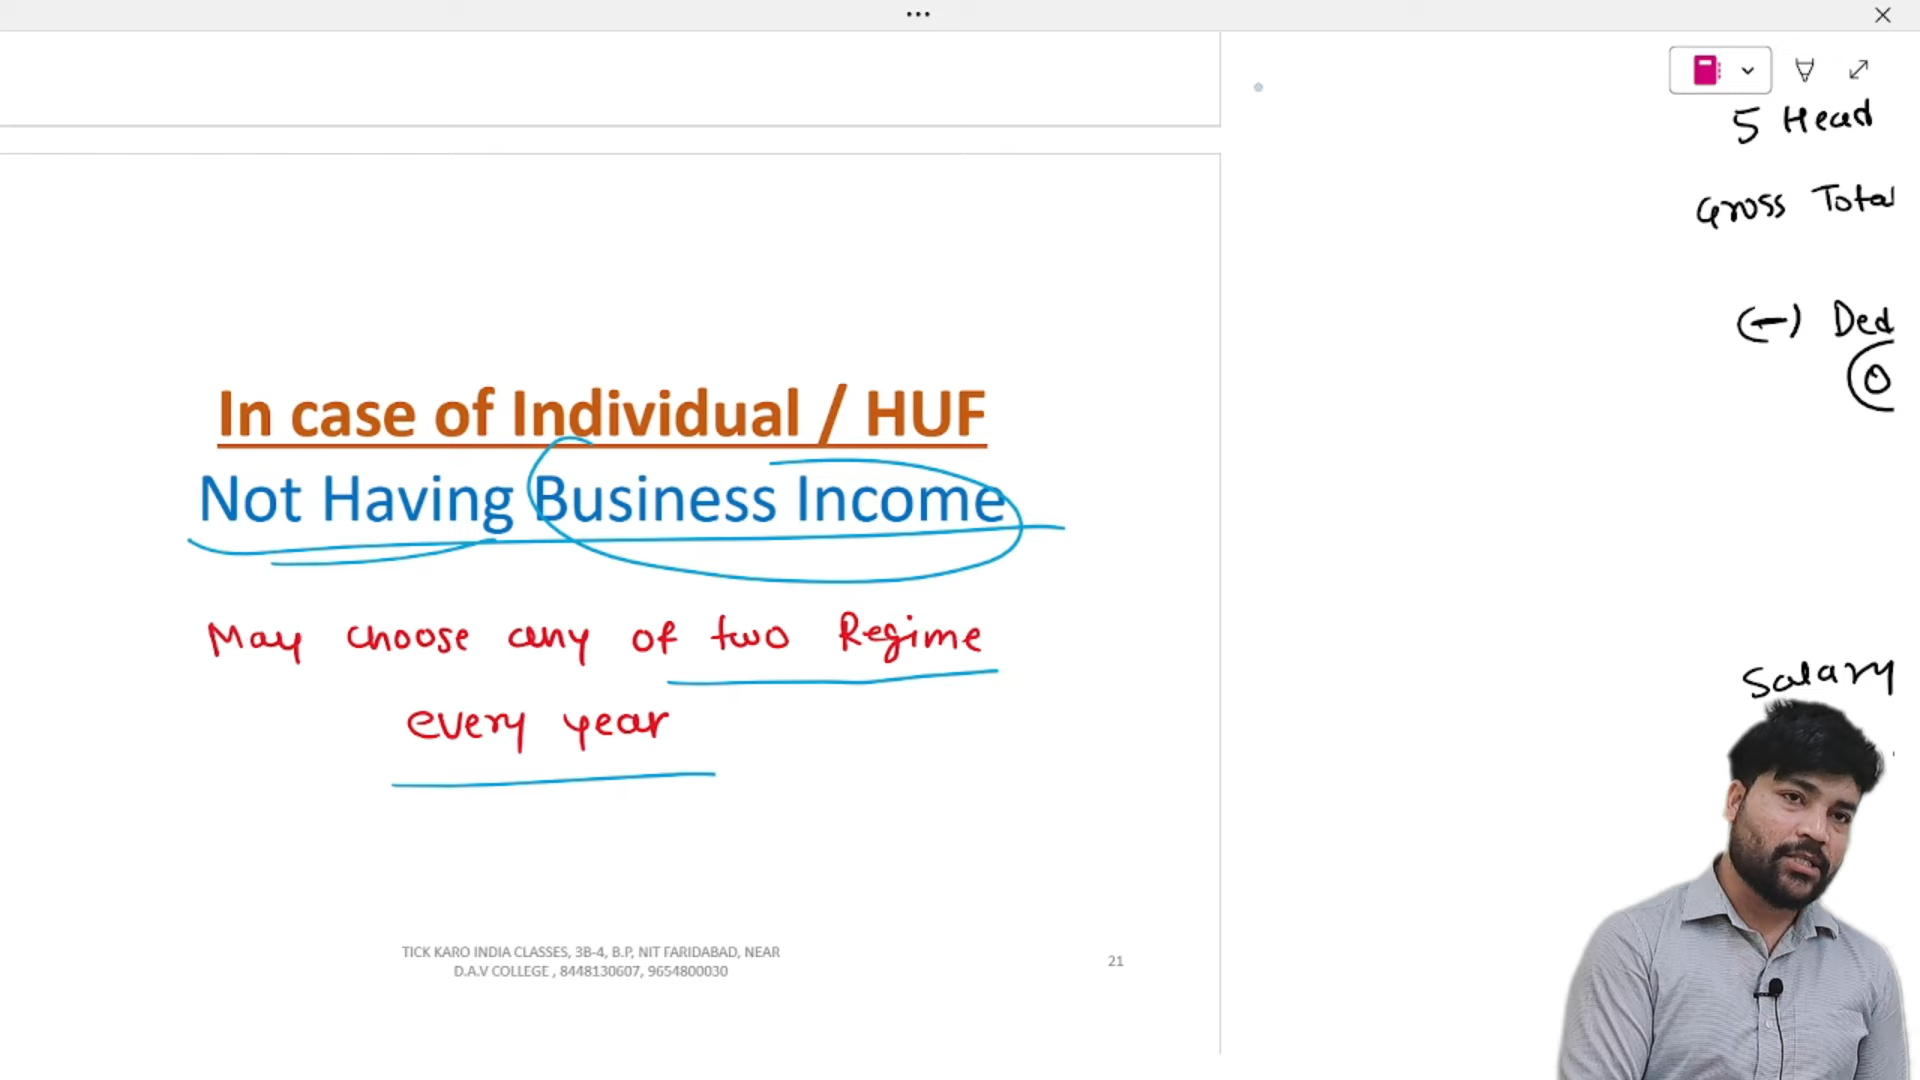 In case of Individual / HUF
Not Having Business Income
May choose any of two Regime
every year
TICK KARO INDIA CLASSES, 3B-4, B.P, NIT FARIDABAD, NEAR
D.A.V COLLEGE , 8448130607, 9654800030
21
5 Head
Gross Total
(-) Ded
Salary